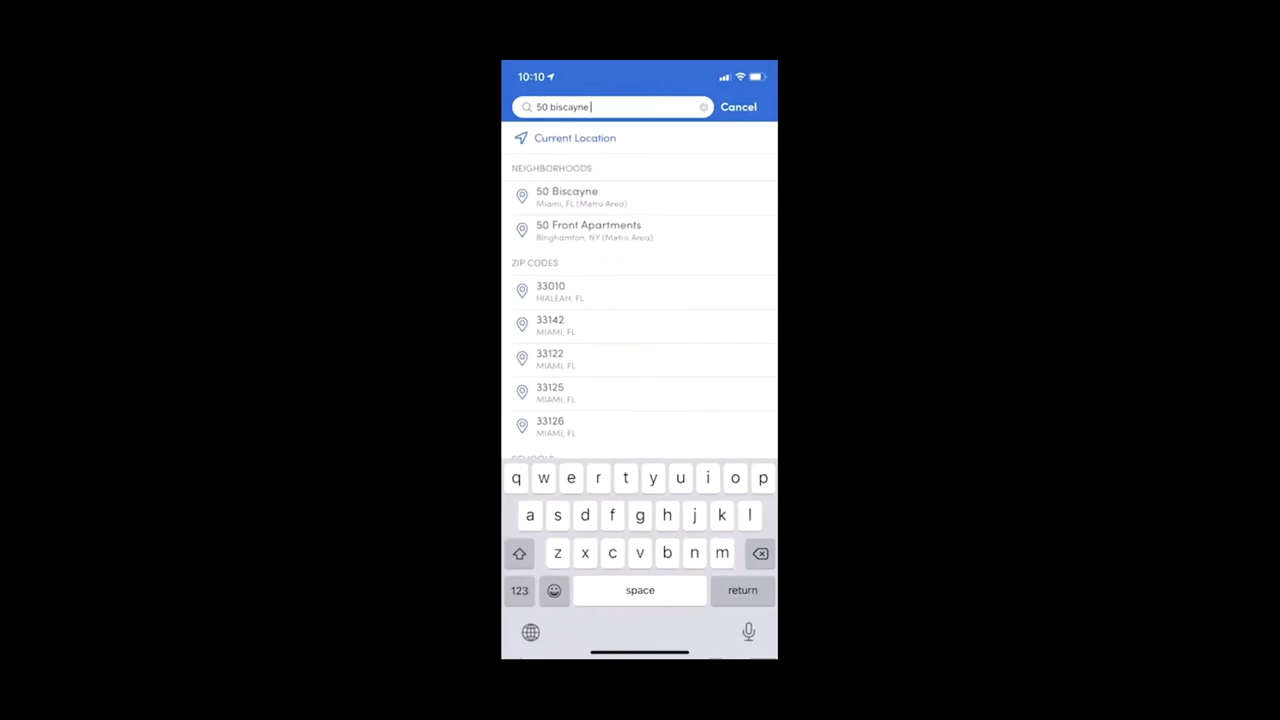 10:10
50 biscayne
Cancel
Current Location
NEIGHBORHOODS
50 Biscayne
Miami, FL (Metro Area)
50 Front Apartments
Binghamton, NY (Metro Area)
ZIP CODES
33010
HIALEAH, FL
33142
MIAMI, FL
33122
MIAMI, FL
33125
MIAMI, FL
33126
MIAMI, FL
q w e r t y u i o p
a s d f g h j k l
z x c v b n m
123
space
return